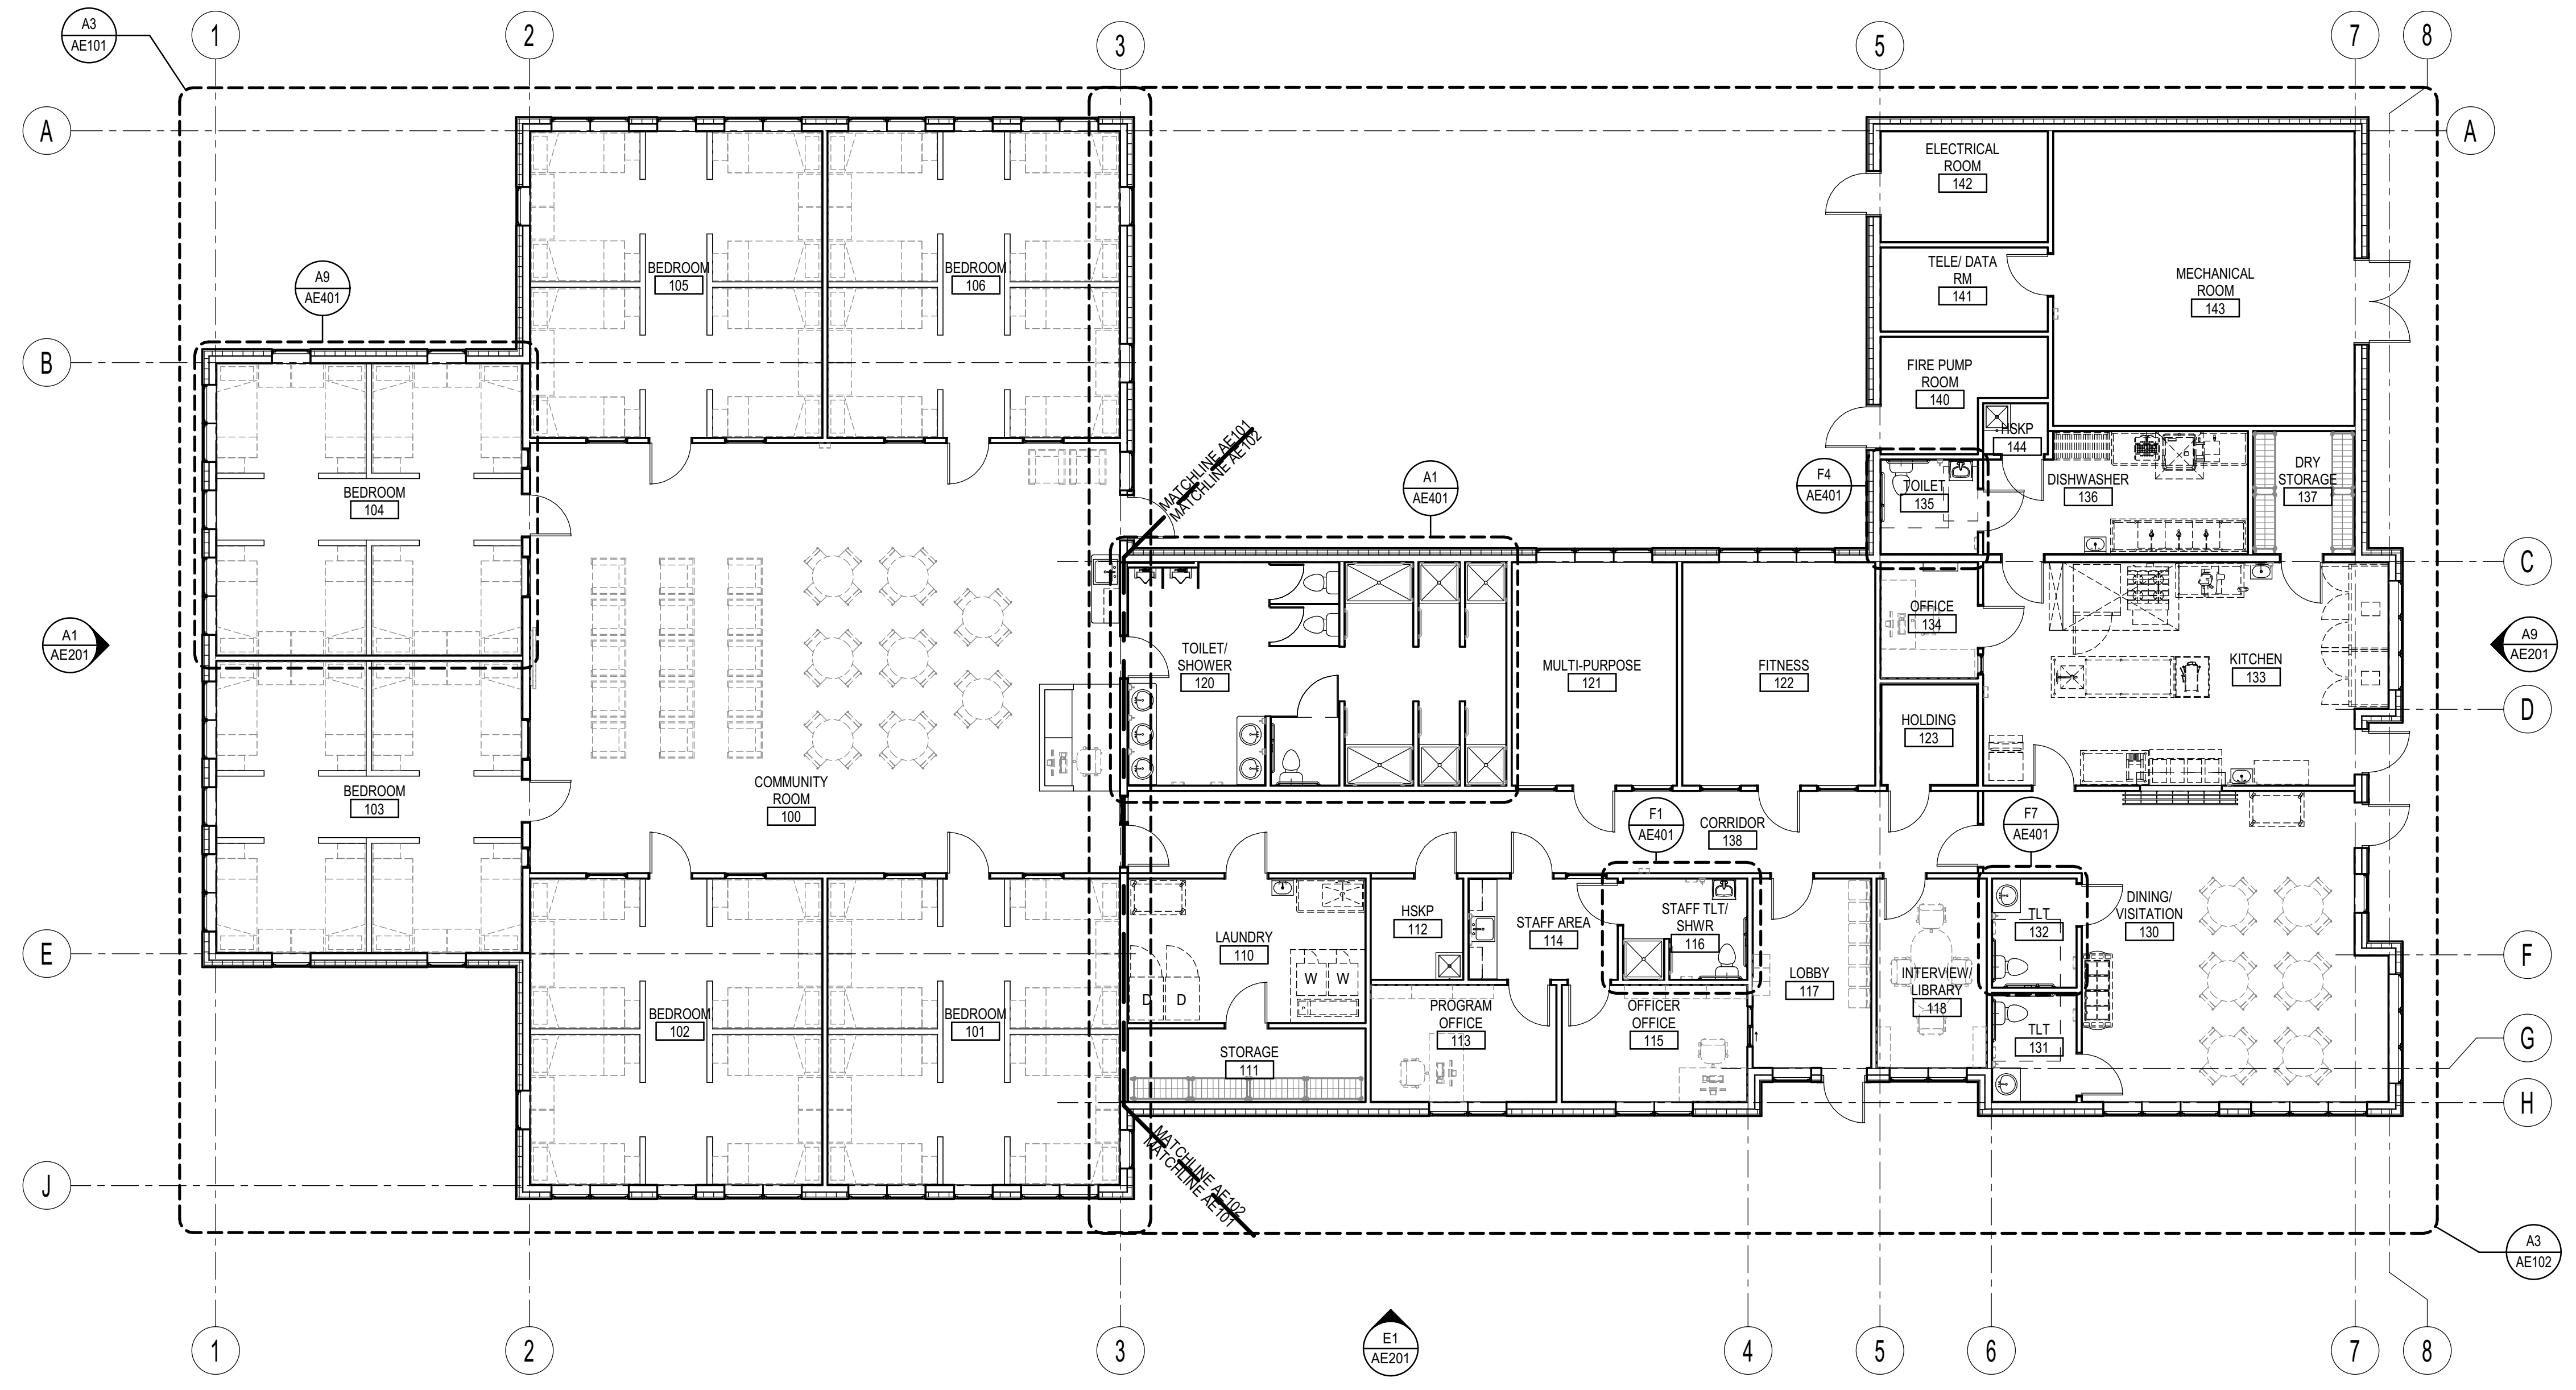 A3
AE101
1
2
3
5
7
8
A
A
ELECTRICAL
ROOM
142
TELE/ DATA
RM
141
MECHANICAL
ROOM
143
BEDROOM
105
BEDROOM
106
A9
AE401
B
FIRE PUMP
ROOM
140
HSKP
144
MATCHLINE AE101
MATCHLINE AE102
A1
AE401
F4
AE401
TOILET
135
DISHWASHER
136
DRY
STORAGE
137
BEDROOM
104
C
OFFICE
134
A1
AE201
A9
AE201
TOILET/
SHOWER
120
MULTI-PURPOSE
121
FITNESS
122
KITCHEN
133
D
HOLDING
123
BEDROOM
103
COMMUNITY
ROOM
100
F1
AE401
CORRIDOR
138
F7
AE401
HSKP
112
STAFF AREA
114
STAFF TLT/
SHWR
116
TLT
132
DINING/
VISITATION
130
LAUNDRY
110
E
F
W
W
D
D
LOBBY
117
INTERVIEW/
LIBRARY
118
BEDROOM
102
BEDROOM
101
PROGRAM
OFFICE
113
OFFICER
OFFICE
115
TLT
131
G
STORAGE
111
H
MATCHLINE AE102
MATCHLINE AE101
J
A3
AE102
E1
AE201
1
2
3
4
5
6
7
8